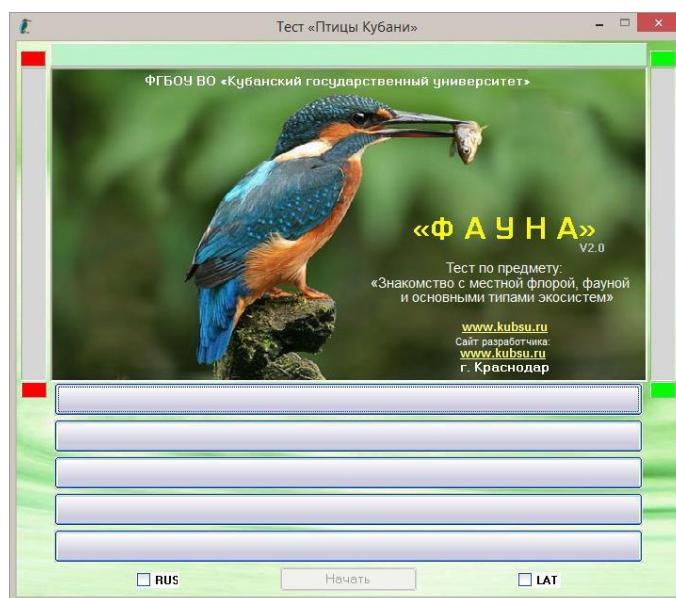 Тест «Птицы Кубани»
ФГБОУ ВО «Кубанский государственный университет»
«Ф А У Н А»
V2.0
Тест по предмету:
«Знакомство с местной флорой, фауной
и основными типами экосистем»
www.kubsu.ru
Сайт разработчика:
www.kubsu.ru
г. Краснодар
RUS
Начать
LAT